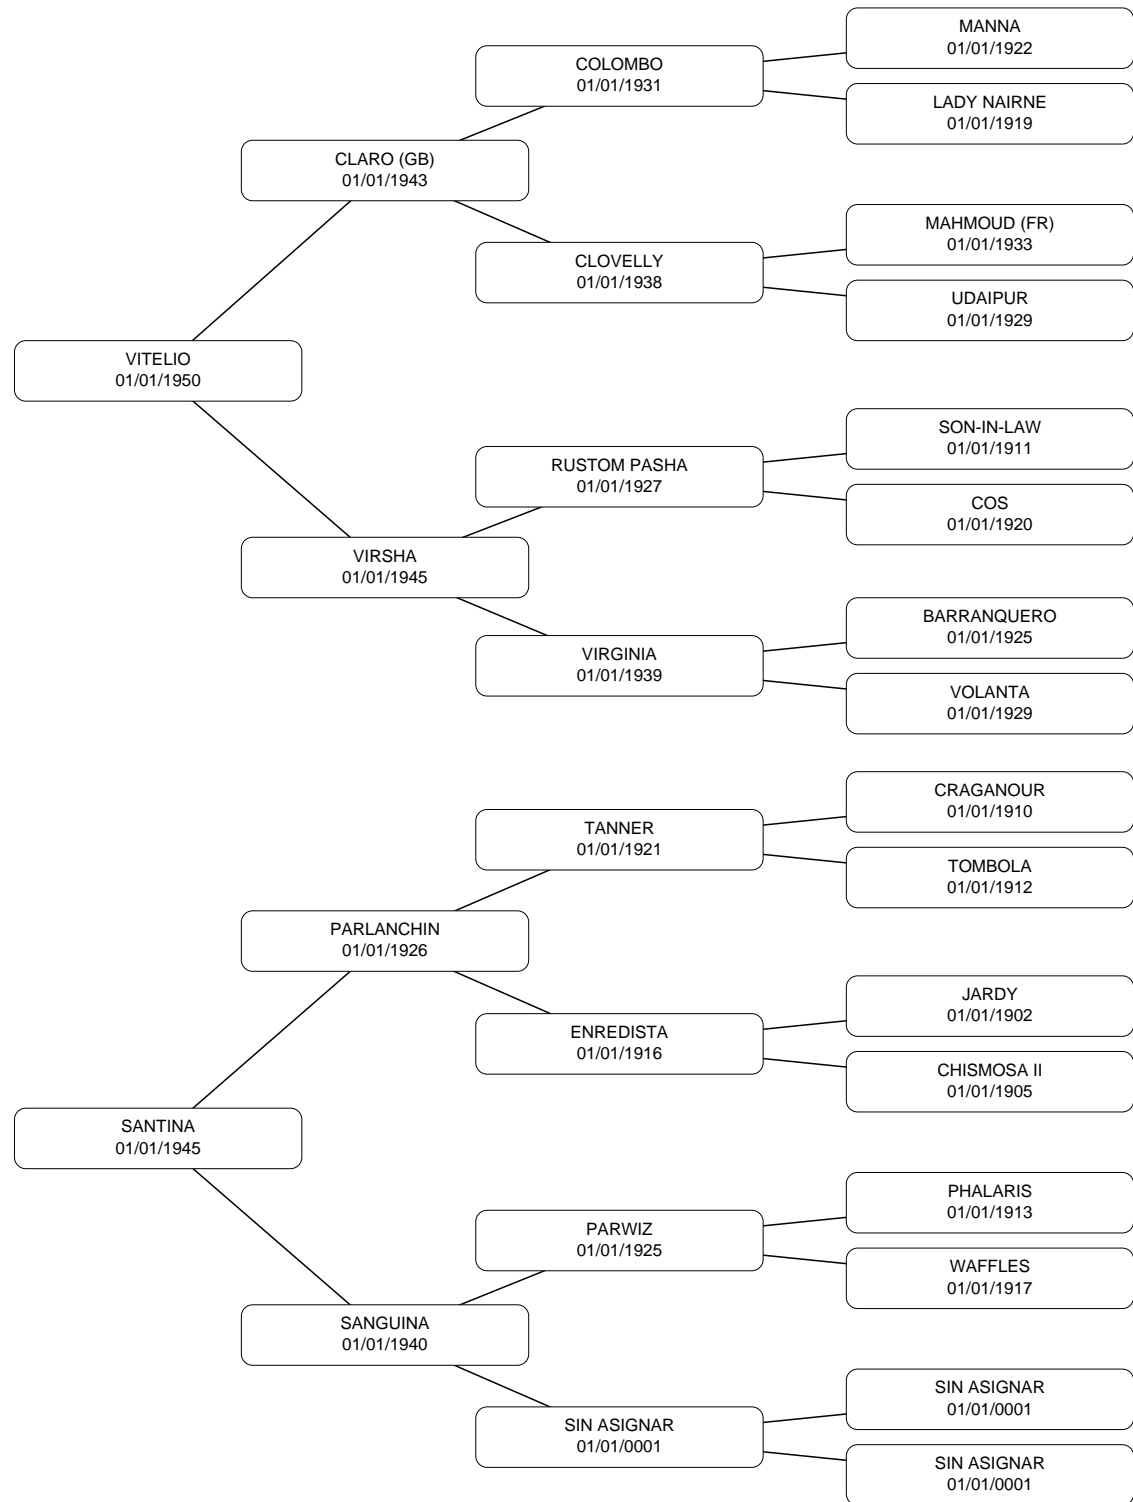 MANNA
01/01/1922
COLOMBO
01/01/1931
LADY NAIRNE
01/01/1919
CLARO (GB)
01/01/1943
MAHMOUD (FR)
01/01/1933
CLOVELLY
01/01/1938
UDAIPUR
01/01/1929
VITELIO
01/01/1950
SON-IN-LAW
01/01/1911
RUSTOM PASHA
01/01/1927
COS
01/01/1920
VIRSHA
01/01/1945
BARRANQUERO
01/01/1925
VIRGINIA
01/01/1939
VOLANTA
01/01/1929
CRAGANOUR
01/01/1910
TANNER
01/01/1921
TOMBOLA
01/01/1912
PARLANCHIN
01/01/1926
JARDY
01/01/1902
ENREDISTA
01/01/1916
CHISMOSA II
01/01/1905
SANTINA
01/01/1945
PHALARIS
01/01/1913
PARWIZ
01/01/1925
WAFFLES
01/01/1917
SANGUINA
01/01/1940
SIN ASIGNAR
01/01/0001
SIN ASIGNAR
01/01/0001
SIN ASIGNAR
01/01/0001